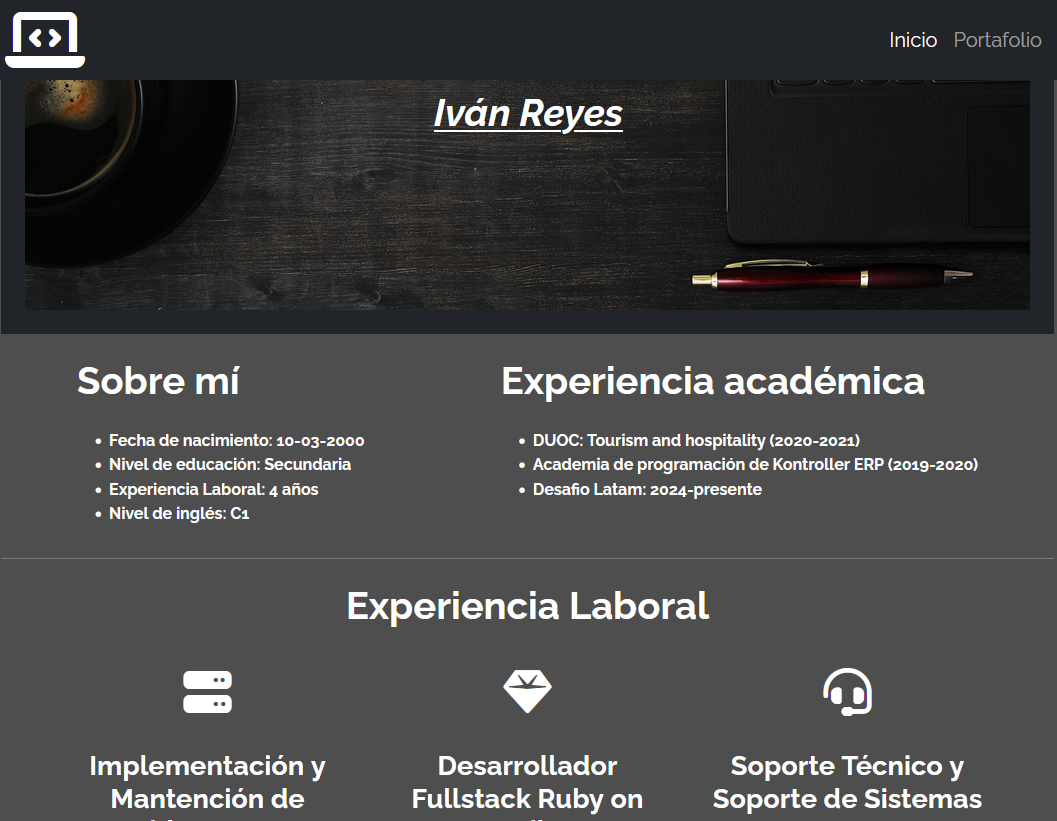 Inicio Portafolio
Iván Reyes
Sobre mí
Fecha de nacimiento: 10-03-2000
Nivel de educación: Secundaria
Experiencia Laboral: 4 años
Nivel de inglés: C1
Experiencia académica
DUOC: Tourism and hospitality (2020-2021)
Academia de programación de Kontroller ERP (2019-2020)
Desafio Latam: 2024-presente
Experiencia Laboral
Implementación y
Mantención de
Desarrollador
Fullstack Ruby on
Soporte Técnico y
Soporte de Sistemas